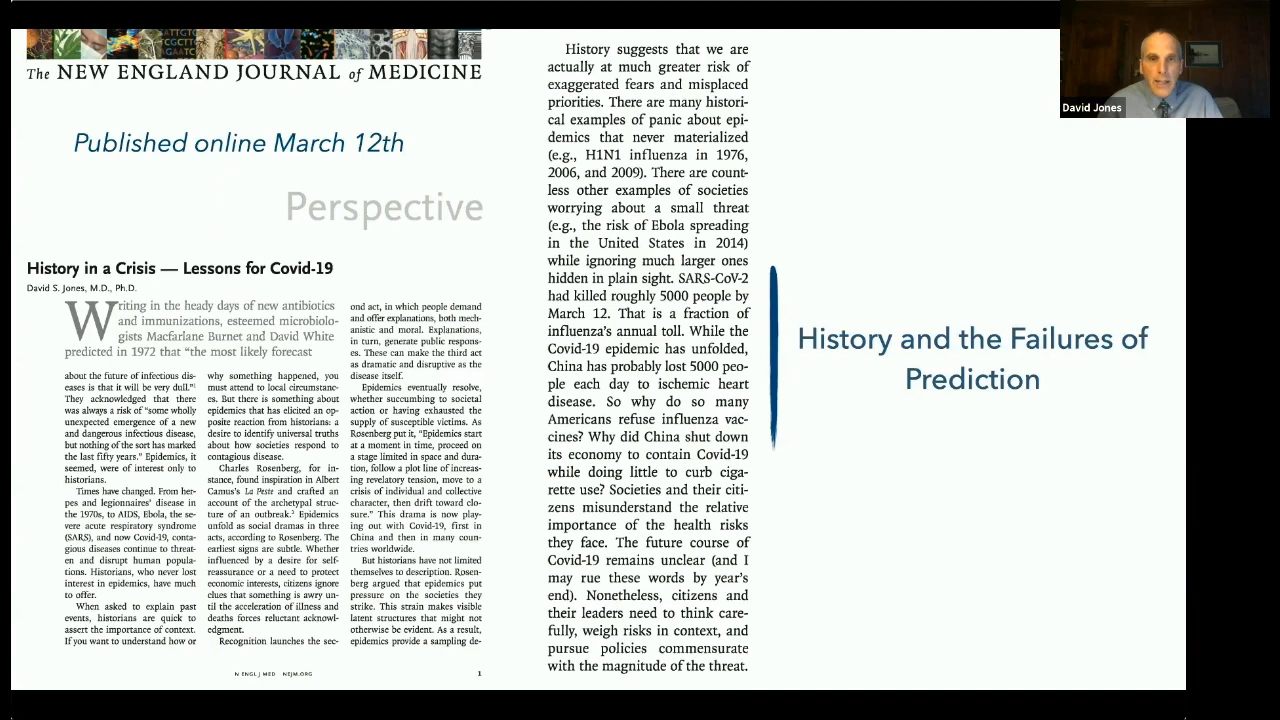 The NEW ENGLAND JOURNAL of MEDICINE
Published online March 12th
Perspective
History in a Crisis — Lessons for Covid-19
David S. Jones, M.D., Ph.D.
Writing in the heady days of new antibiotics
and immunizations, esteemed microbiolo-
gists Macfarlane Burnet and David White
predicted in 1972 that “the most likely forecast
about the future of infectious dis-
eases is that it will be very dull.”1
They acknowledged that there
was always a risk of “some wholly
unexpected emergence of a new
and dangerous infectious disease,
but nothing of the sort has marked
the last fifty years.” Epidemics, it
seemed, were of interest only to
historians.
Times have changed. From her-
pes and legionnaires’ disease in
the 1970s, to AIDS, Ebola, the se-
vere acute respiratory syndrome
(SARS), and now Covid-19, conta-
gious diseases continue to threat-
en and disrupt human popula-
tions. Historians, who never lost
interest in epidemics, have much
to offer.
When asked to explain past
events, historians are quick to
assert the importance of context.
If you want to understand how or
why something happened, you
must attend to local circumstanc-
es. But there is something about
epidemics that has elicited an op-
posite reaction from historians: a
desire to identify universal truths
about how societies respond to
contagious disease.
Charles Rosenberg, for in-
stance, found inspiration in Albert
Camus’s La Peste and crafted an
account of the archetypal struc-
ture of an outbreak.2 Epidemics
unfold as social dramas in three
acts, according to Rosenberg. The
earliest signs are subtle. Whether
influenced by a desire for self-
reassurance or a need to protect
economic interests, citizens ignore
clues that something is awry un-
til the acceleration of illness and
deaths forces reluctant acknowl-
edgment.
Recognition launches the sec-
ond act, in which people demand
and offer explanations, both mech-
anistic and moral. Explanations,
in turn, generate public respons-
es. These can make the third act
as dramatic and disruptive as the
disease itself.
Epidemics eventually resolve,
whether succumbing to societal
action or having exhausted the
supply of susceptible victims. As
Rosenberg put it, “Epidemics start
at a moment in time, proceed on
a stage limited in space and dura-
tion, follow a plot line of increas-
ing revelatory tension, move to a
crisis of individual and collective
character, then drift toward clo-
sure.” This drama is now play-
ing out with Covid-19, first in
China and then in many coun-
tries worldwide.
But historians have not limited
themselves to description. Rosen-
berg argued that epidemics put
pressure on the societies they
strike. This strain makes visible
latent structures that might not
otherwise be evident. As a result,
epidemics provide a sampling de-
N ENGL J MED NEJM.ORG
1
History suggests that we are
actually at much greater risk of
exaggerated fears and misplaced
priorities. There are many histori-
cal examples of panic about epi-
demics that never materialized
(e.g., H1N1 influenza in 1976,
2006, and 2009). There are count-
less other examples of societies
worrying about a small threat
(e.g., the risk of Ebola spreading
in the United States in 2014)
while ignoring much larger ones
hidden in plain sight. SARS-CoV-2
had killed roughly 5000 people by
March 12. That is a fraction of
influenza’s annual toll. While the
Covid-19 epidemic has unfolded,
China has probably lost 5000 peo-
ple each day to ischemic heart
disease. So why do so many
Americans refuse influenza vac-
cines? Why did China shut down
its economy to contain Covid-19
while doing little to curb ciga-
rette use? Societies and their citi-
zens misunderstand the relative
importance of the health risks
they face. The future course of
Covid-19 remains unclear (and I
may rue these words by year’s
end). Nonetheless, citizens and
their leaders need to think care-
fully, weigh risks in context, and
pursue policies commensurate
with the magnitude of the threat.
History and the Failures of
Prediction
David Jones